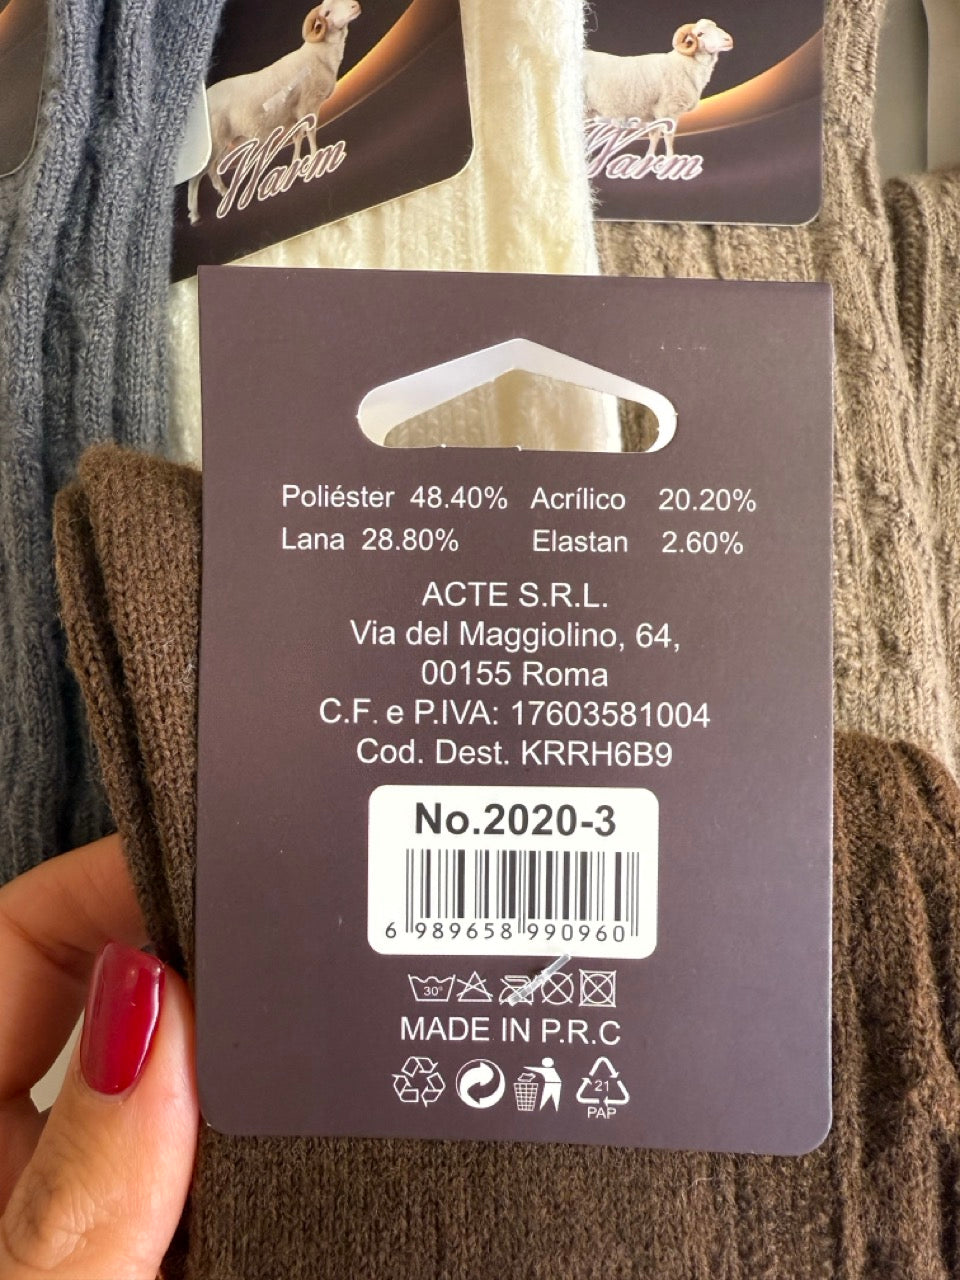 Warm
Warm
Poliéster 48.40% Acrílico 20.20%
Lana 28.80% Elastan 2.60%
ACTE S.R.L.
Via del Maggiolino, 64,
00155 Roma
C.F. e P.IVA: 17603581004
Cod. Dest. KRRH6B9
No.2020-3
6 989658 990960
30°
MADE IN P.R.C
21
PAP